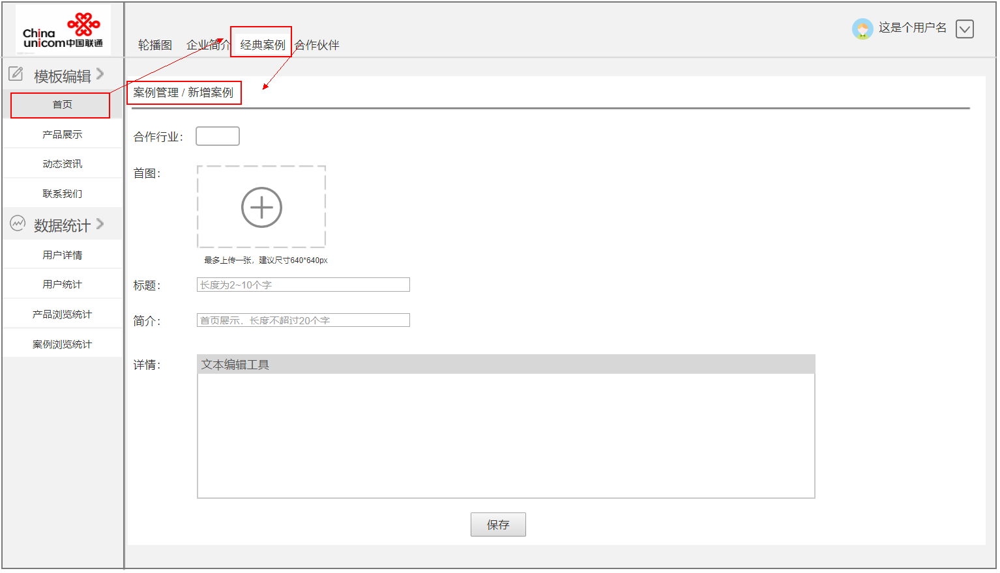 China
unicom中国联通
轮播图 企业简介 经典案例 合作伙伴
这是个用户名
模板编辑
首页
产品展示
动态资讯
联系我们
数据统计
用户详情
用户统计
产品浏览统计
案例浏览统计
案例管理 / 新增案例
合作行业：
首图：
最多上传一张，建议尺寸640*640px
标题：
长度为2~10个字
简介：
首页展示，长度不超过20个字
详情：
文本编辑工具
保存